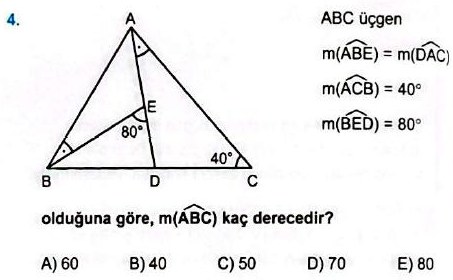 4.
A
E
80°
40°
B
D
C
ABC üçgen
m(ABE) = m(DAC)
m(ACB) = 40°
m(BED) = 80°
olduğuna göre, m(ABC) kaç derecedir?
A) 60 B) 40 C) 50 D) 70 E) 80